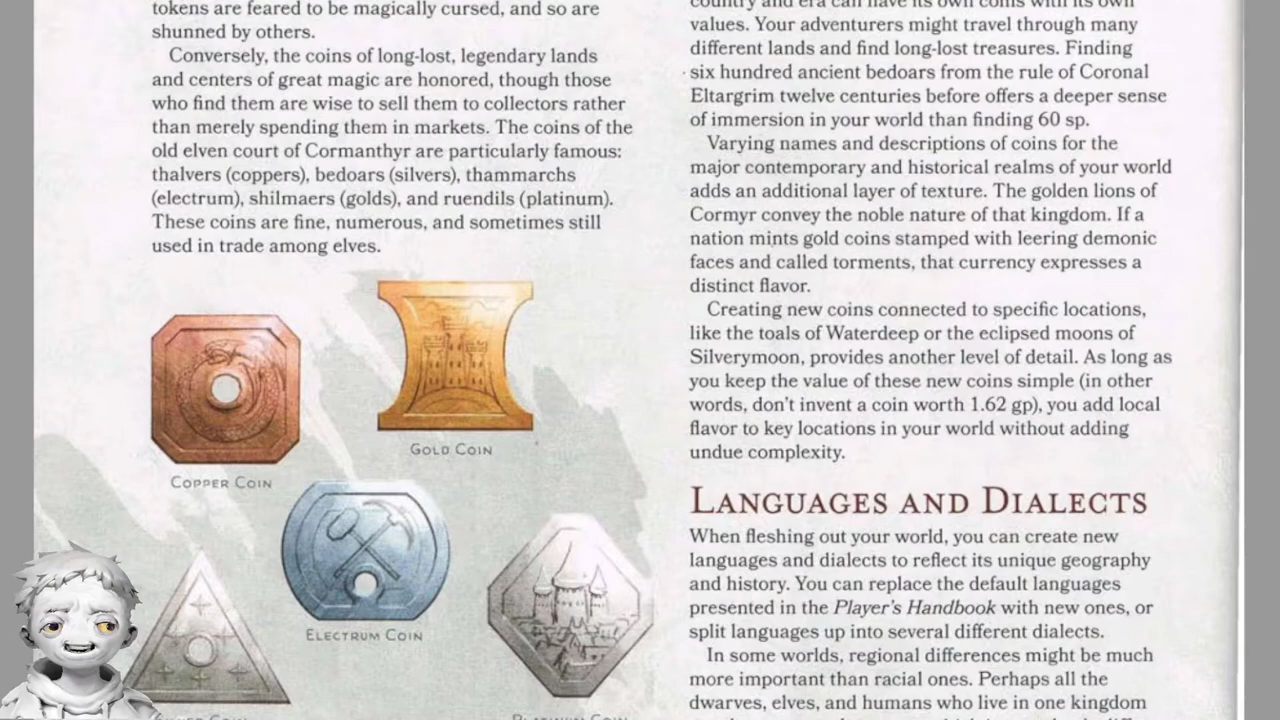 tokens are feared to be magically cursed, and so are
shunned by others.
Conversely, the coins of long-lost, legendary lands
and centers of great magic are honored, though those
who find them are wise to sell them to collectors rather
than merely spending them in markets. The coins of the
old elven court of Cormanthyr are particularly famous:
thalvers (coppers), bedoars (silvers), thammarchs
(electrum), shilmaers (golds), and ruendils (platinum).
These coins are fine, numerous, and sometimes still
used in trade among elves.
Gold Coin
Copper Coin
Electrum Coin
Platinum Coin
country and era can have its own coins with its own
values. Your adventurers might travel through many
different lands and find long-lost treasures. Finding
six hundred ancient bedoars from the rule of Coronal
Eltargrim twelve centuries before offers a deeper sense
of immersion in your world than finding 60 sp.
Varying names and descriptions of coins for the
major contemporary and historical realms of your world
adds an additional layer of texture. The golden lions of
Cormyr convey the noble nature of that kingdom. If a
nation mints gold coins stamped with leering demonic
faces and called torments, that currency expresses a
distinct flavor.
Creating new coins connected to specific locations,
like the toals of Waterdeep or the eclipsed moons of
Silverymoon, provides another level of detail. As long as
you keep the value of these new coins simple (in other
words, don't invent a coin worth 1.62 gp), you add local
flavor to key locations in your world without adding
undue complexity.
Languages and Dialects
When fleshing out your world, you can create new
languages and dialects to reflect its unique geography
and history. You can replace the default languages
presented in the Player's Handbook with new ones, or
split languages up into several different dialects.
In some worlds, regional differences might be much
more important than racial ones. Perhaps all the
dwarves, elves, and humans who live in one kingdom